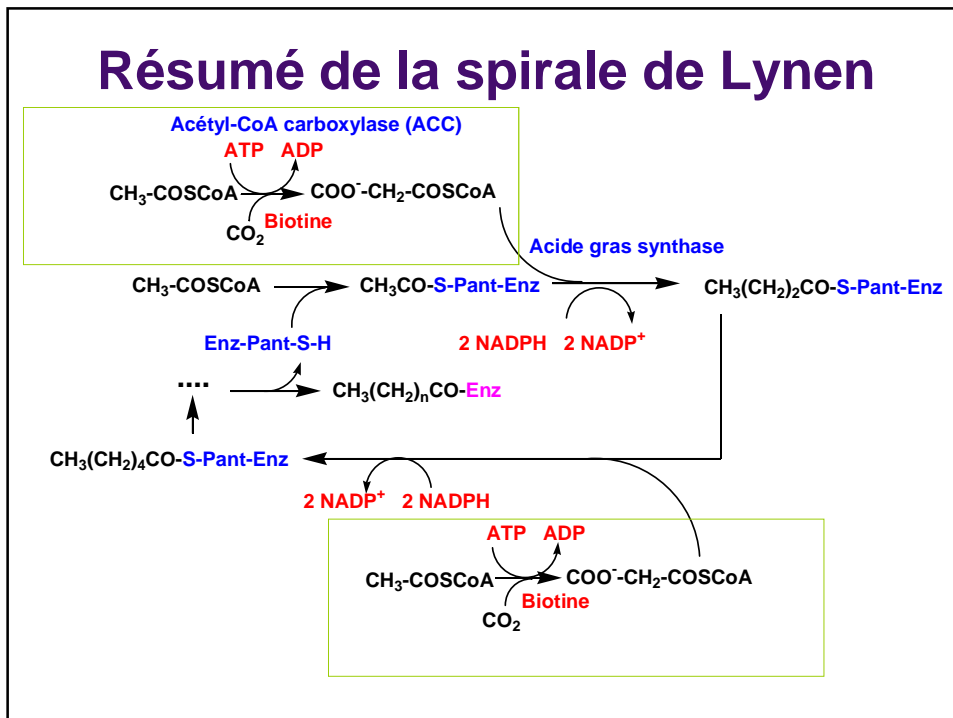 Résumé de la spirale de Lynen
Acétyl-CoA carboxylase (ACC)
ATP ADP
CH₃-COSCoA COO⁻-CH₂-COSCoA
Biotine
CO₂
Acide gras synthase
CH₃-COSCoA CH₃CO-S-Pant-Enz CH₃(CH₂)₂CO-S-Pant-Enz
Enz-Pant-S-H 2 NADPH 2 NADP⁺
.... CH₃(CH₂)ₙCO-Enz
CH₃(CH₂)₄CO-S-Pant-Enz
2 NADP⁺ 2 NADPH
ATP ADP
CH₃-COSCoA COO⁻-CH₂-COSCoA
Biotine
CO₂